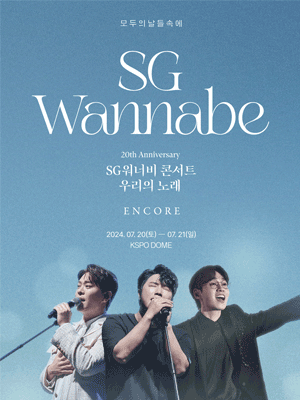 모두의 날들 속에
SG
Wannabe
20th Anniversary
SG워너비 콘서트
우리의 노래
ENCORE
2024. 07. 20(토) — 07. 21(일)
KSPO DOME